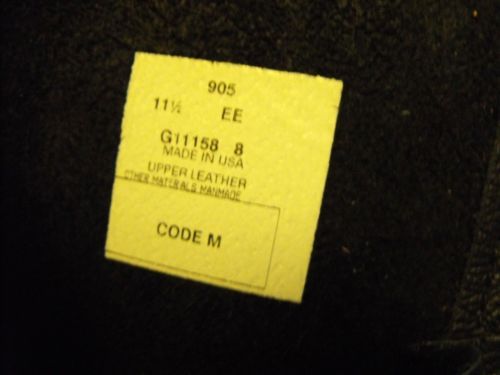 905
11½ EE
G11158 8
MADE IN USA
UPPER LEATHER
OTHER MATERIALS MANMADE
CODE M